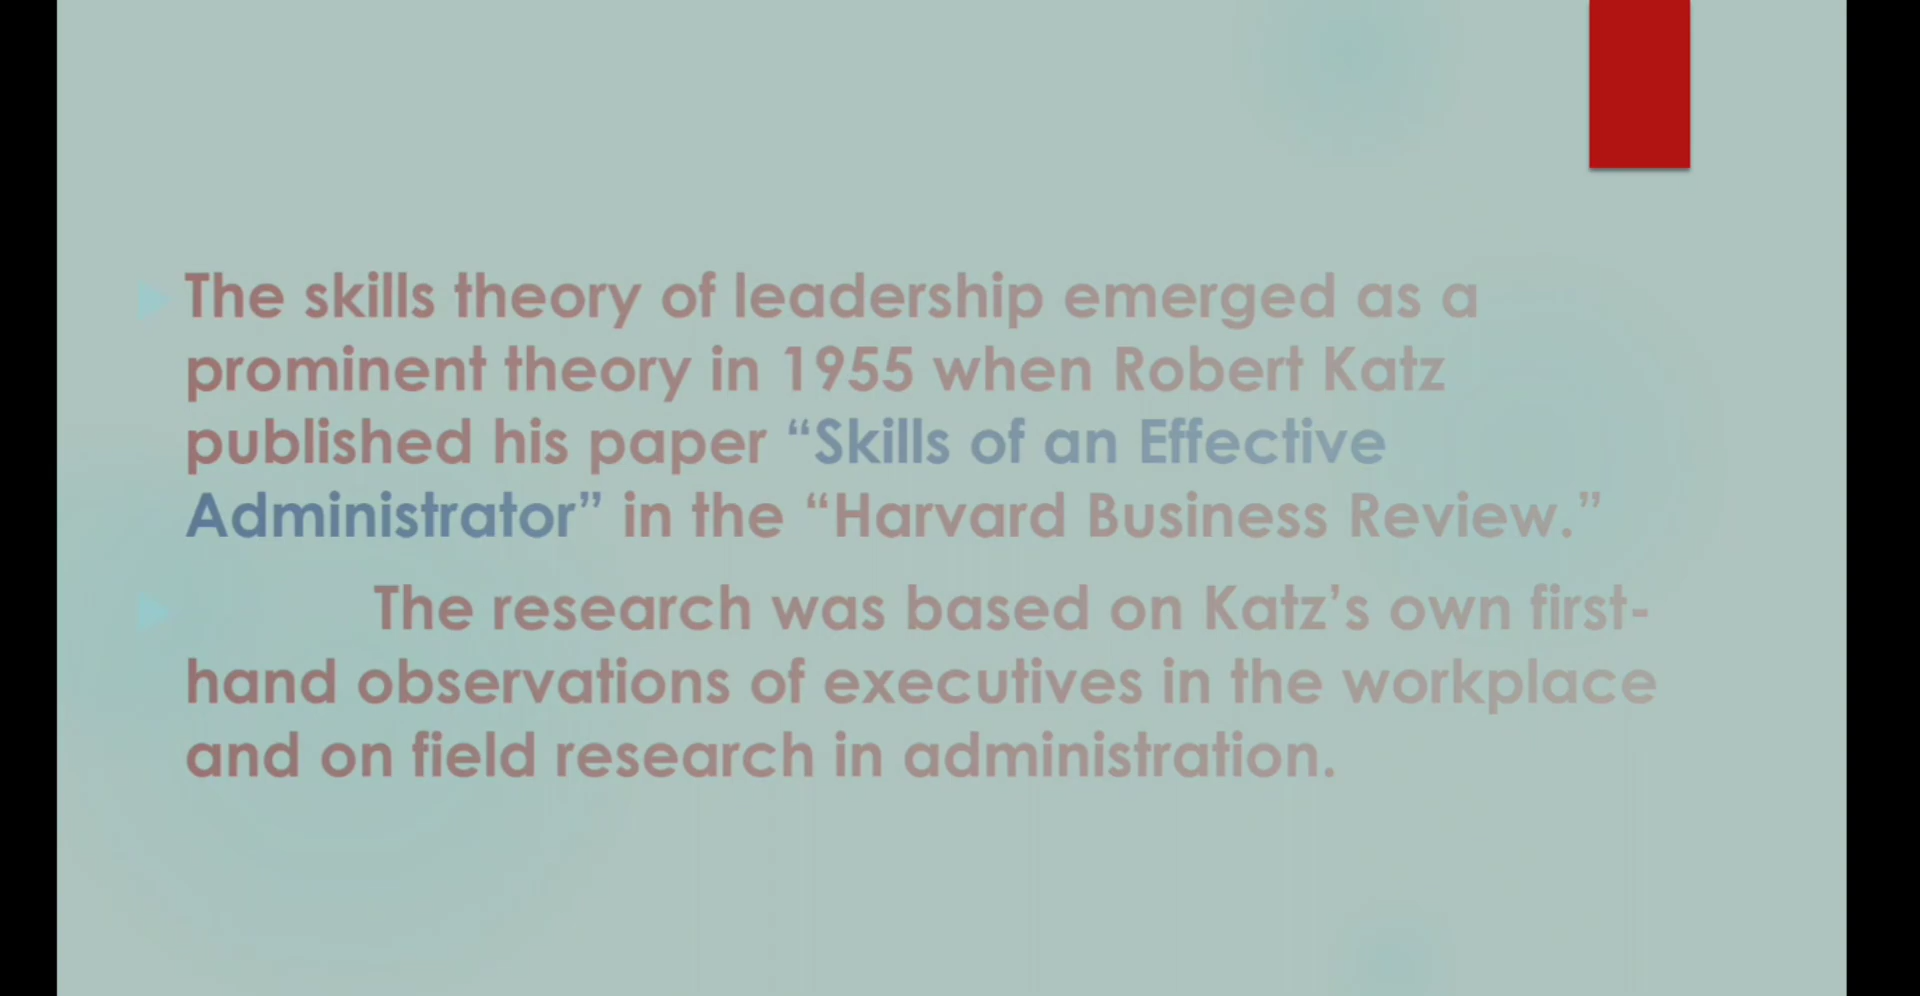 The skills theory of leadership emerged as a
prominent theory in 1955 when Robert Katz
published his paper “Skills of an Effective
Administrator” in the “Harvard Business Review.”
The research was based on Katz’s own first-
hand observations of executives in the workplace
and on field research in administration.